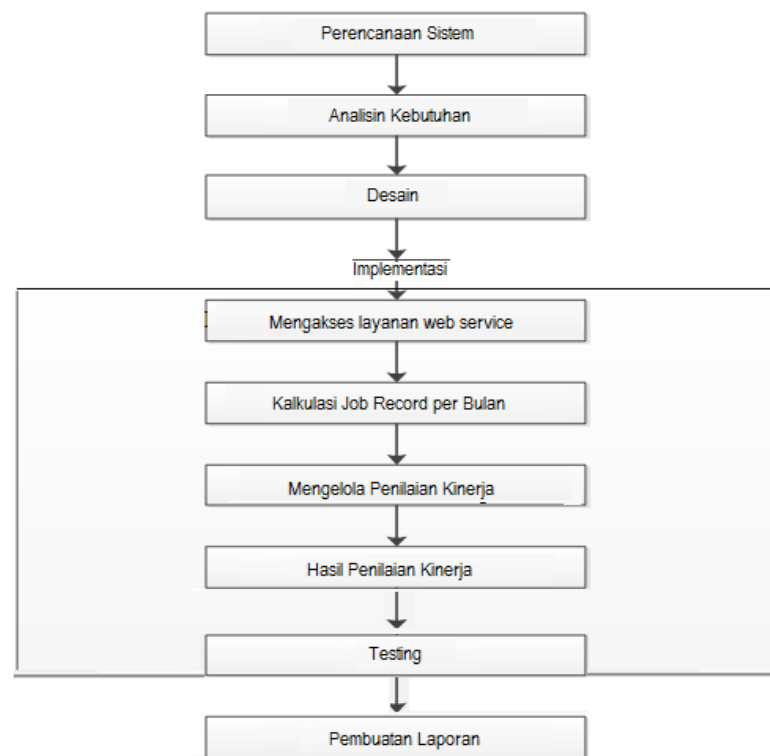 Perencanaan Sistem
Analisin Kebutuhan
Desain
Implementasi
Mengakses layanan web service
Kalkulasi Job Record per Bulan
Mengelola Penilaian Kinerja
Hasil Penilaian Kinerja
Testing
Pembuatan Laporan